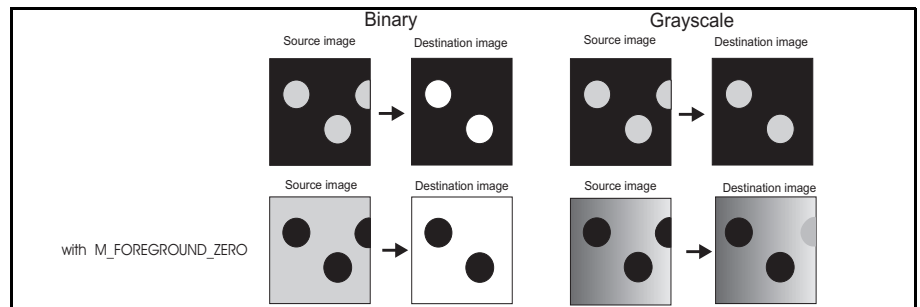 Binary Grayscale
Source image Destination image Source image Destination image
Source image Destination image Source image Destination image
with M_FOREGROUND_ZERO